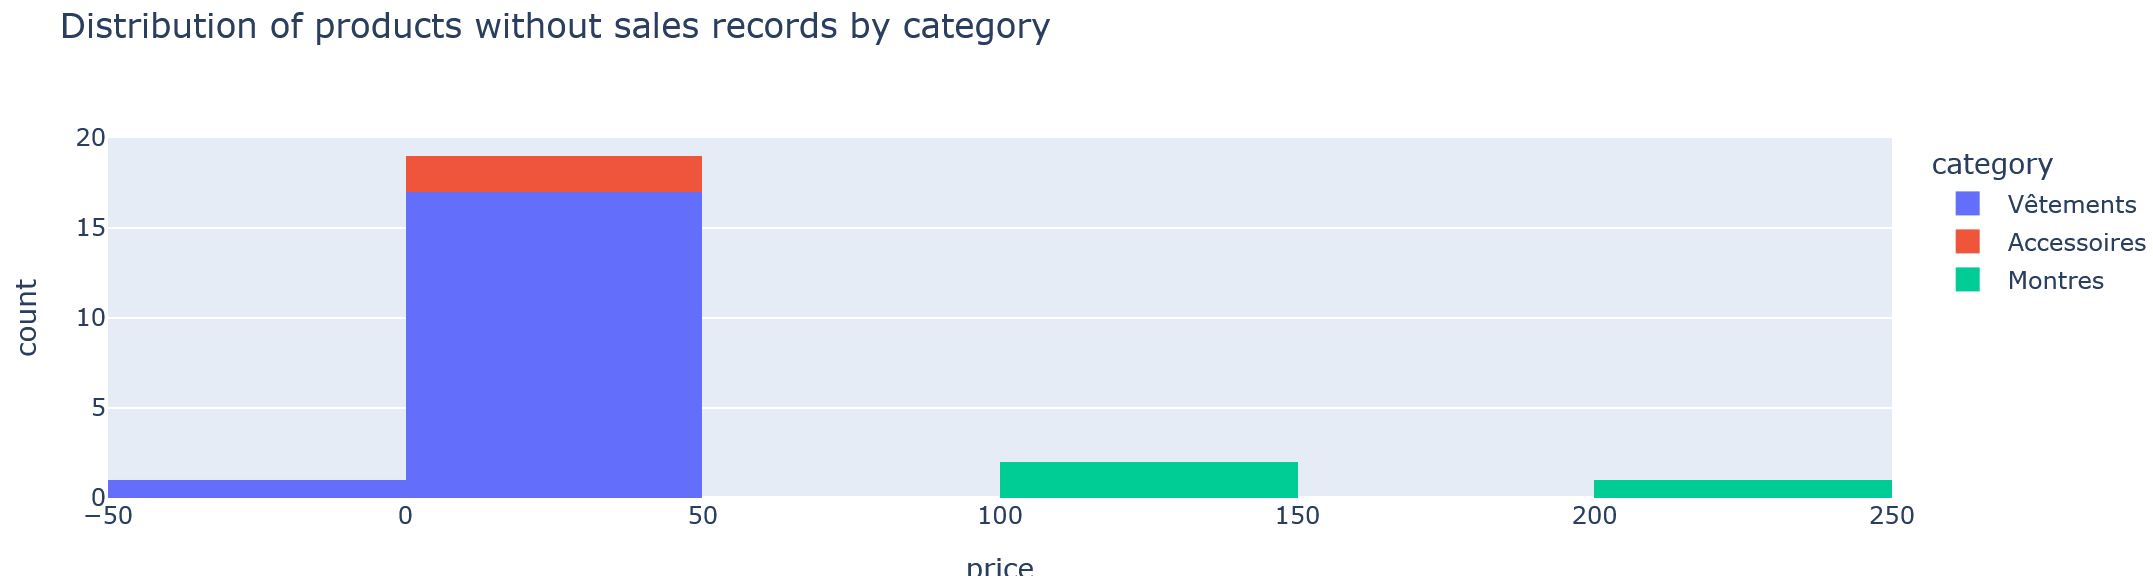 Distribution of products without sales records by category
20
15
10
5
0
count
−50
0
50
100
150
200
250
price
category
Vêtements
Accessoires
Montres